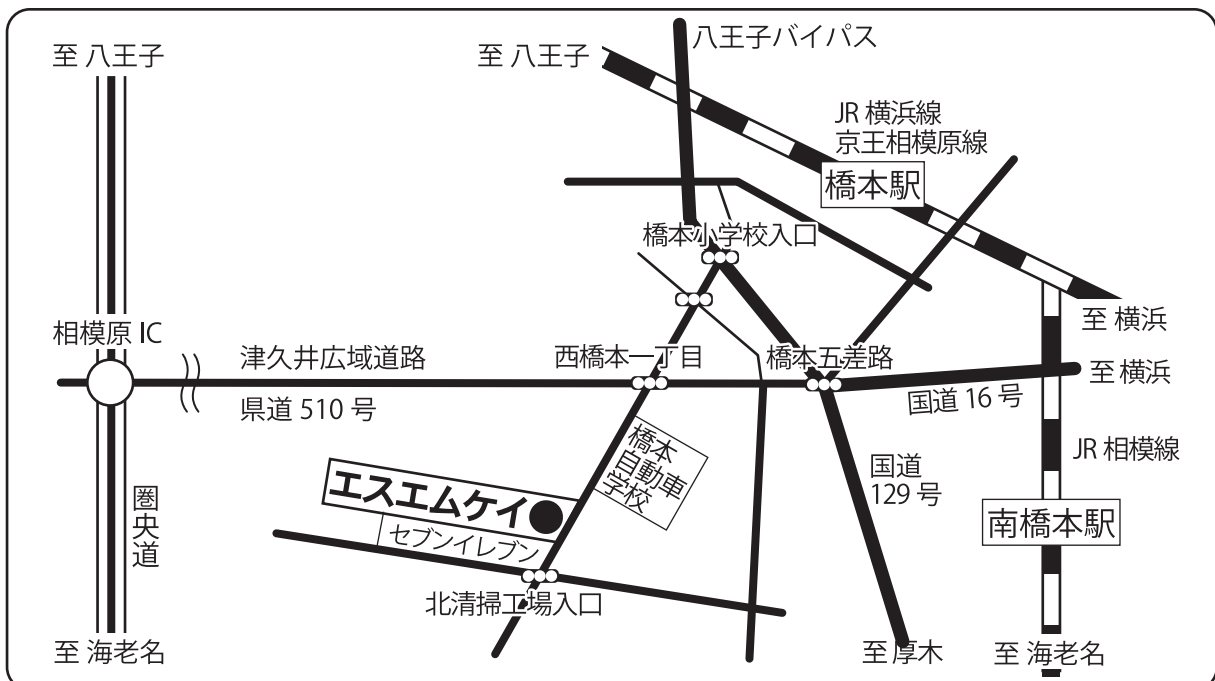 至 八王子
至 八王子
八王子バイパス
JR 横浜線
京王相模原線
橋本駅
橋本小学校入口
相模原 IC
津久井広域道路
県道 510 号
西橋本一丁目
橋本五差路
至 横浜
至 横浜
国道 16 号
橋本
自動車
学校
国道
129 号
JR 相模線
エスエムケイ
セブンイレブン
圏央道
南橋本駅
北清掃工場入口
至 海老名
至 厚木
至 海老名